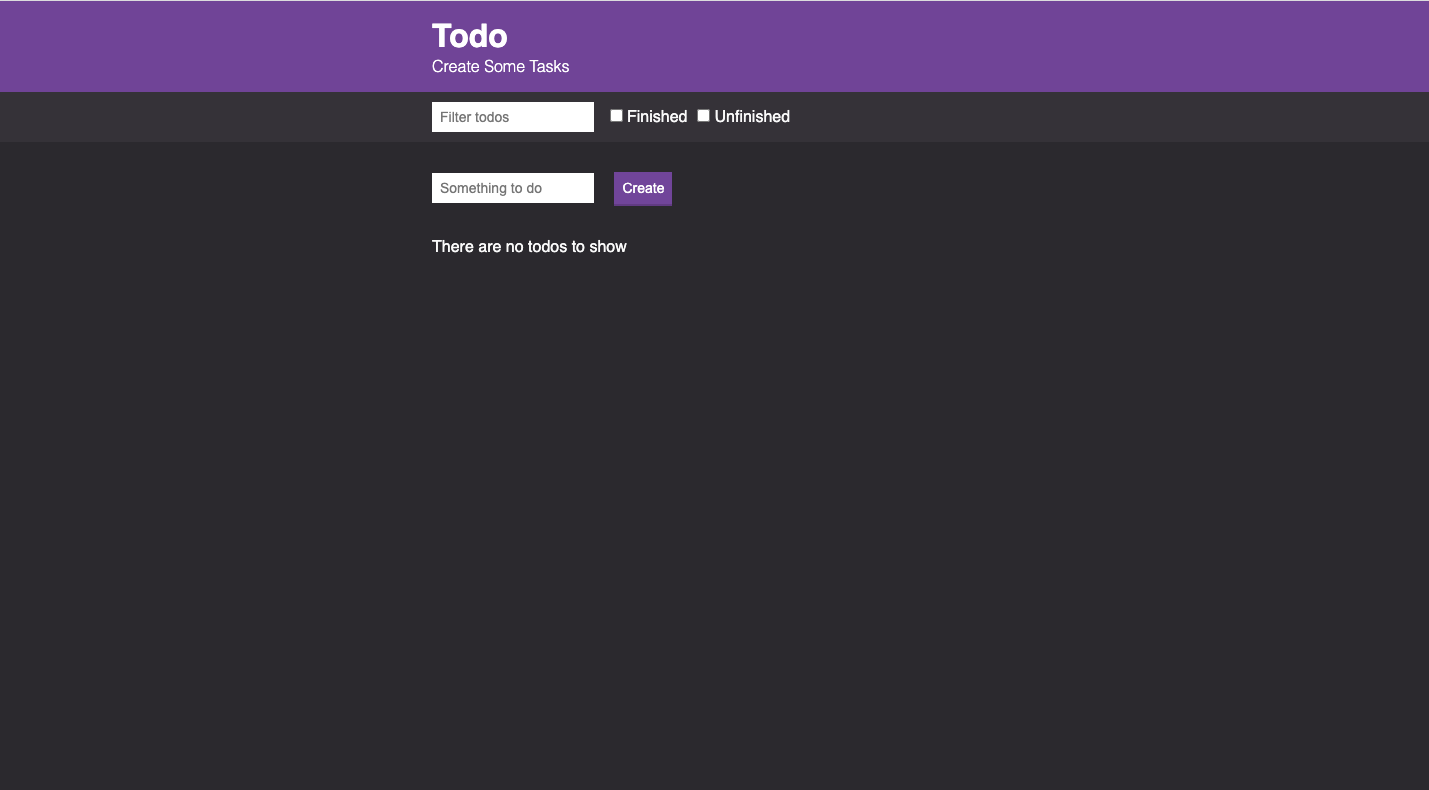 Todo
Create Some Tasks
Filter todos Finished Unfinished
Something to do Create
There are no todos to show